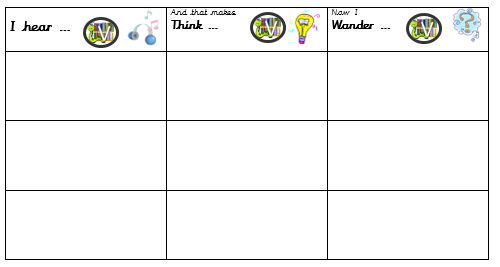 I hear ...
And that makes
Think ...
Now I
Wander ...